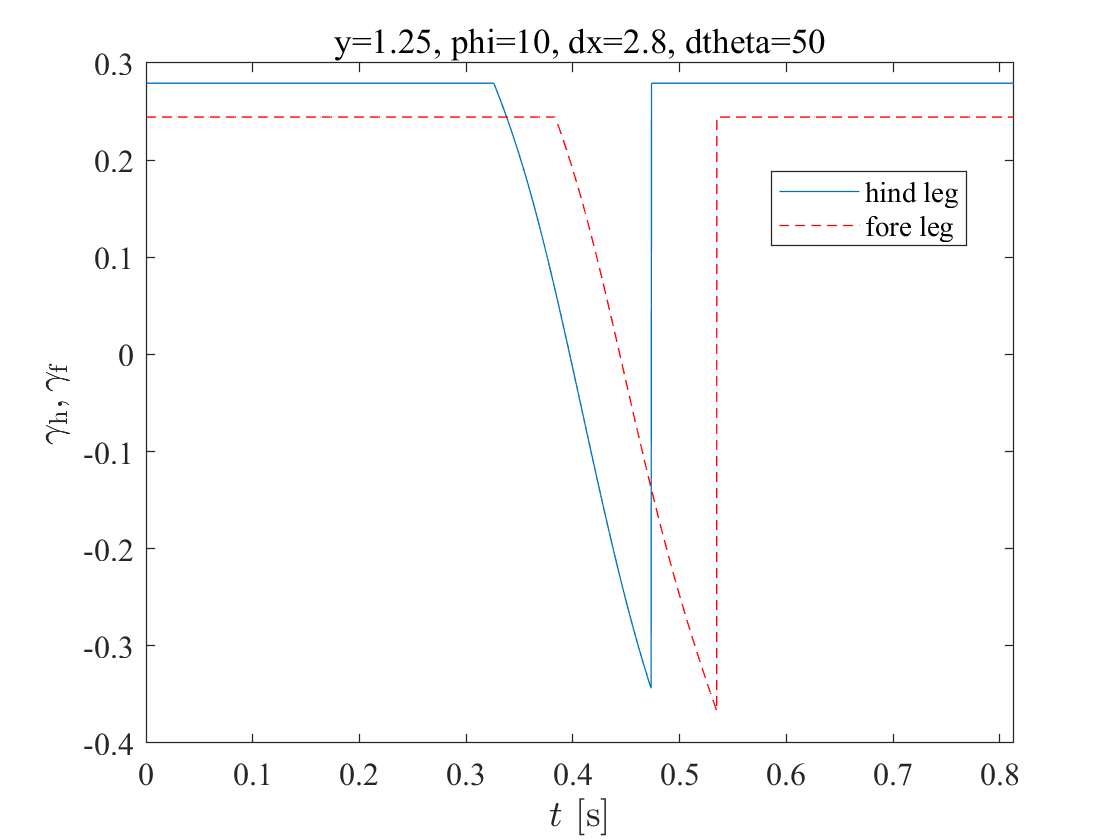 y=1.25, phi=10, dx=2.8, dtheta=50
0.3
0.2
0.1
0
-0.1
-0.2
-0.3
-0.4
γh, γf
hind leg
fore leg
0 0.1 0.2 0.3 0.4 0.5 0.6 0.7 0.8
t [s]